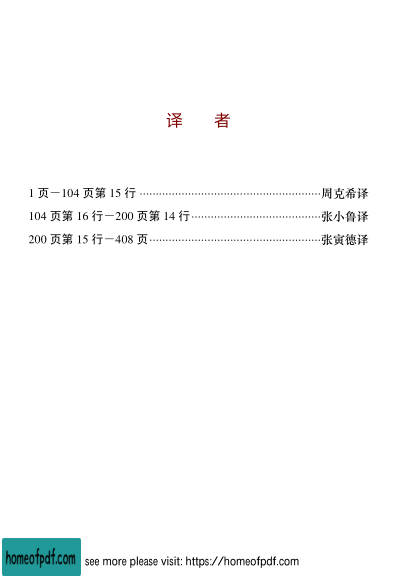 译 者
1 页－104 页第 15 行 ························································ 周克希译
104 页第 16 行－200 页第 14 行 ········································ 张小鲁译
200 页第 15 行－408 页 ····················································· 张寅德译
homeofpdf.com see more please visit: https://homeofpdf.com